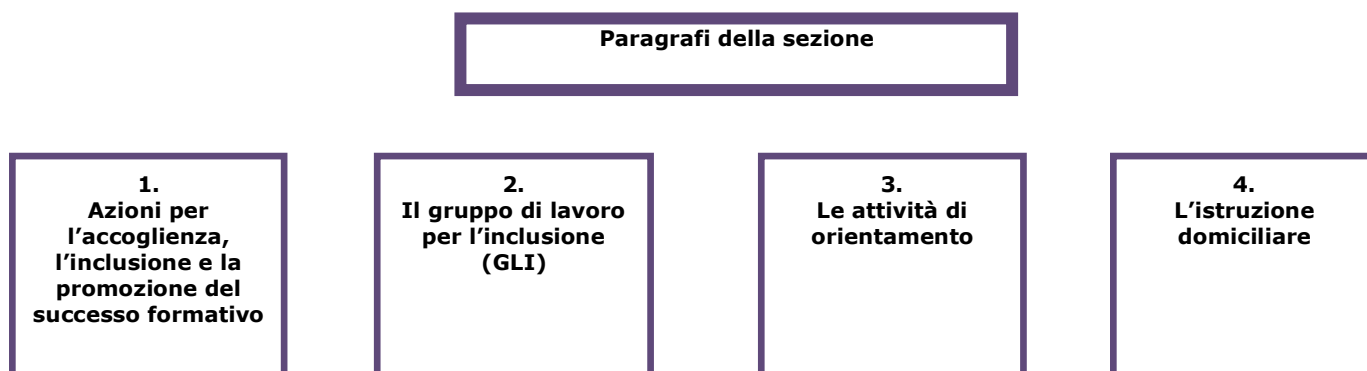 Paragrafi della sezione
1.
Azioni per
l’accoglienza,
l’inclusione e la
promozione del
successo formativo
2.
Il gruppo di lavoro
per l’inclusione
(GLI)
3.
Le attività di
orientamento
4.
L’istruzione
domiciliare